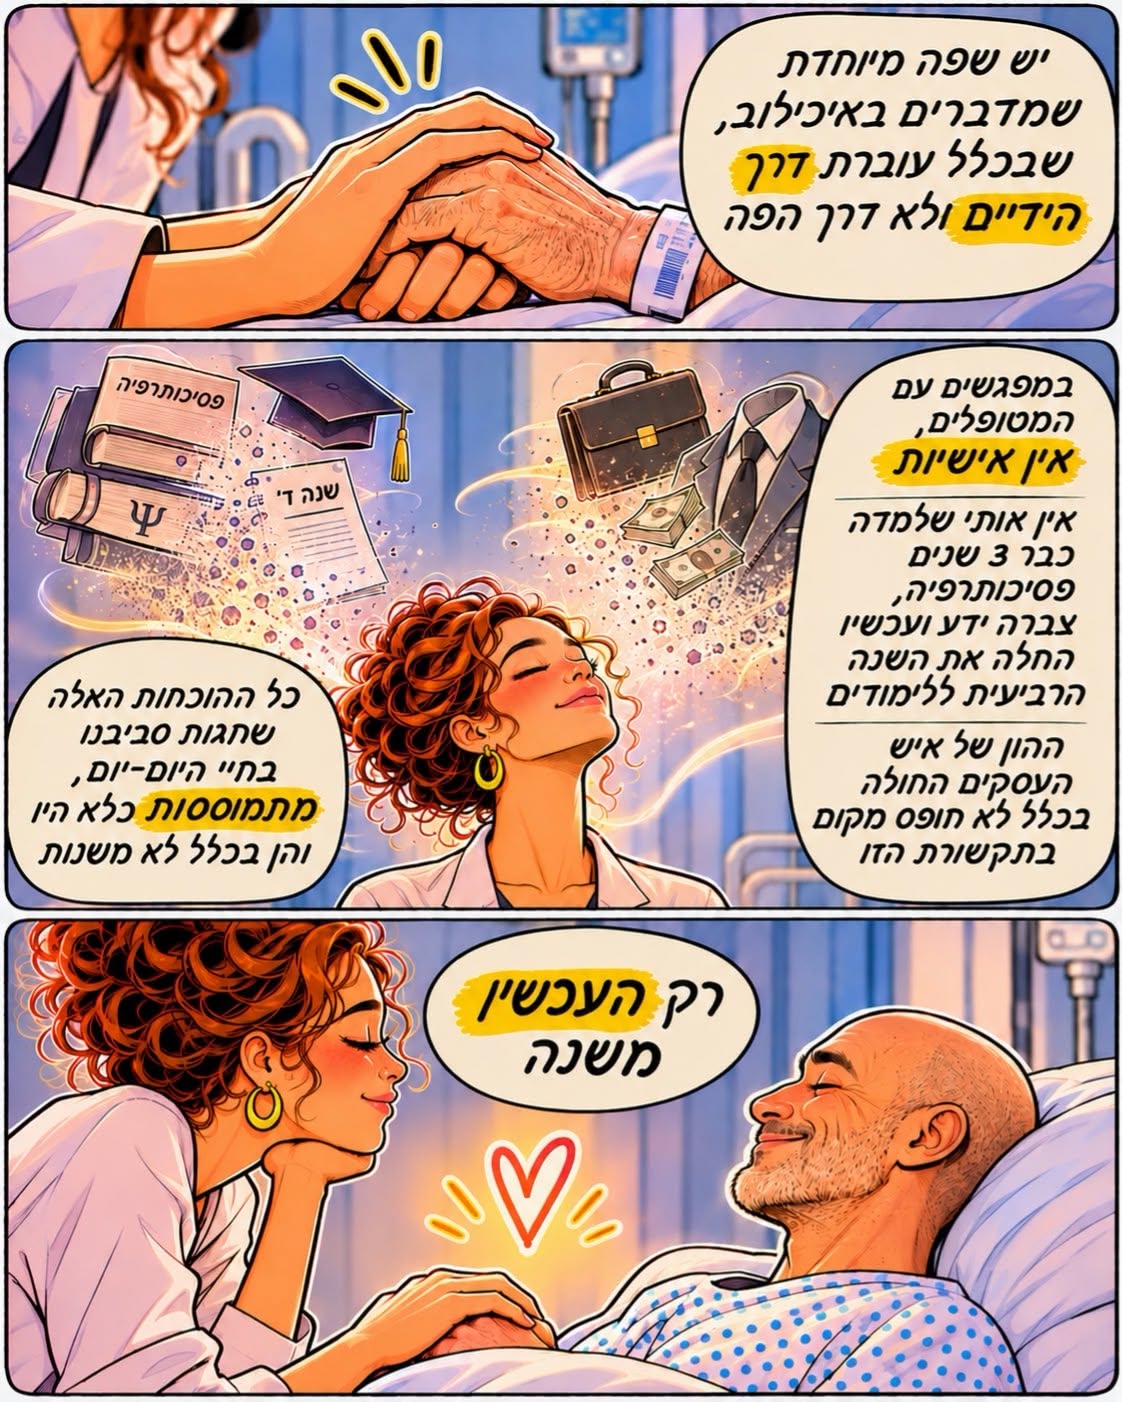 יש שפה מיוחדת
שמדברים באיכילוב,
שבכלל עוברת דרך
הידיים ולא דרך הפה
פסיכותרפיה
Ψ
שנה ד'
במפגשים עם
המטופלים,
אין אישיות
אין אותי שלמדה
כבר 3 שנים
פסיכותרפיה,
צברה ידע ועכשיו
החלה את השנה
הרביעית ללימודים
ההון של איש
העסקים החולה
בכלל לא חופס מקום
בתקשורת הזו
כל ההוכחות האלה
שחגות סביבנו
בחיי היום-יום,
מתמוססות כלא היו
והן בכלל לא משנות
רק העכשיו
משנה